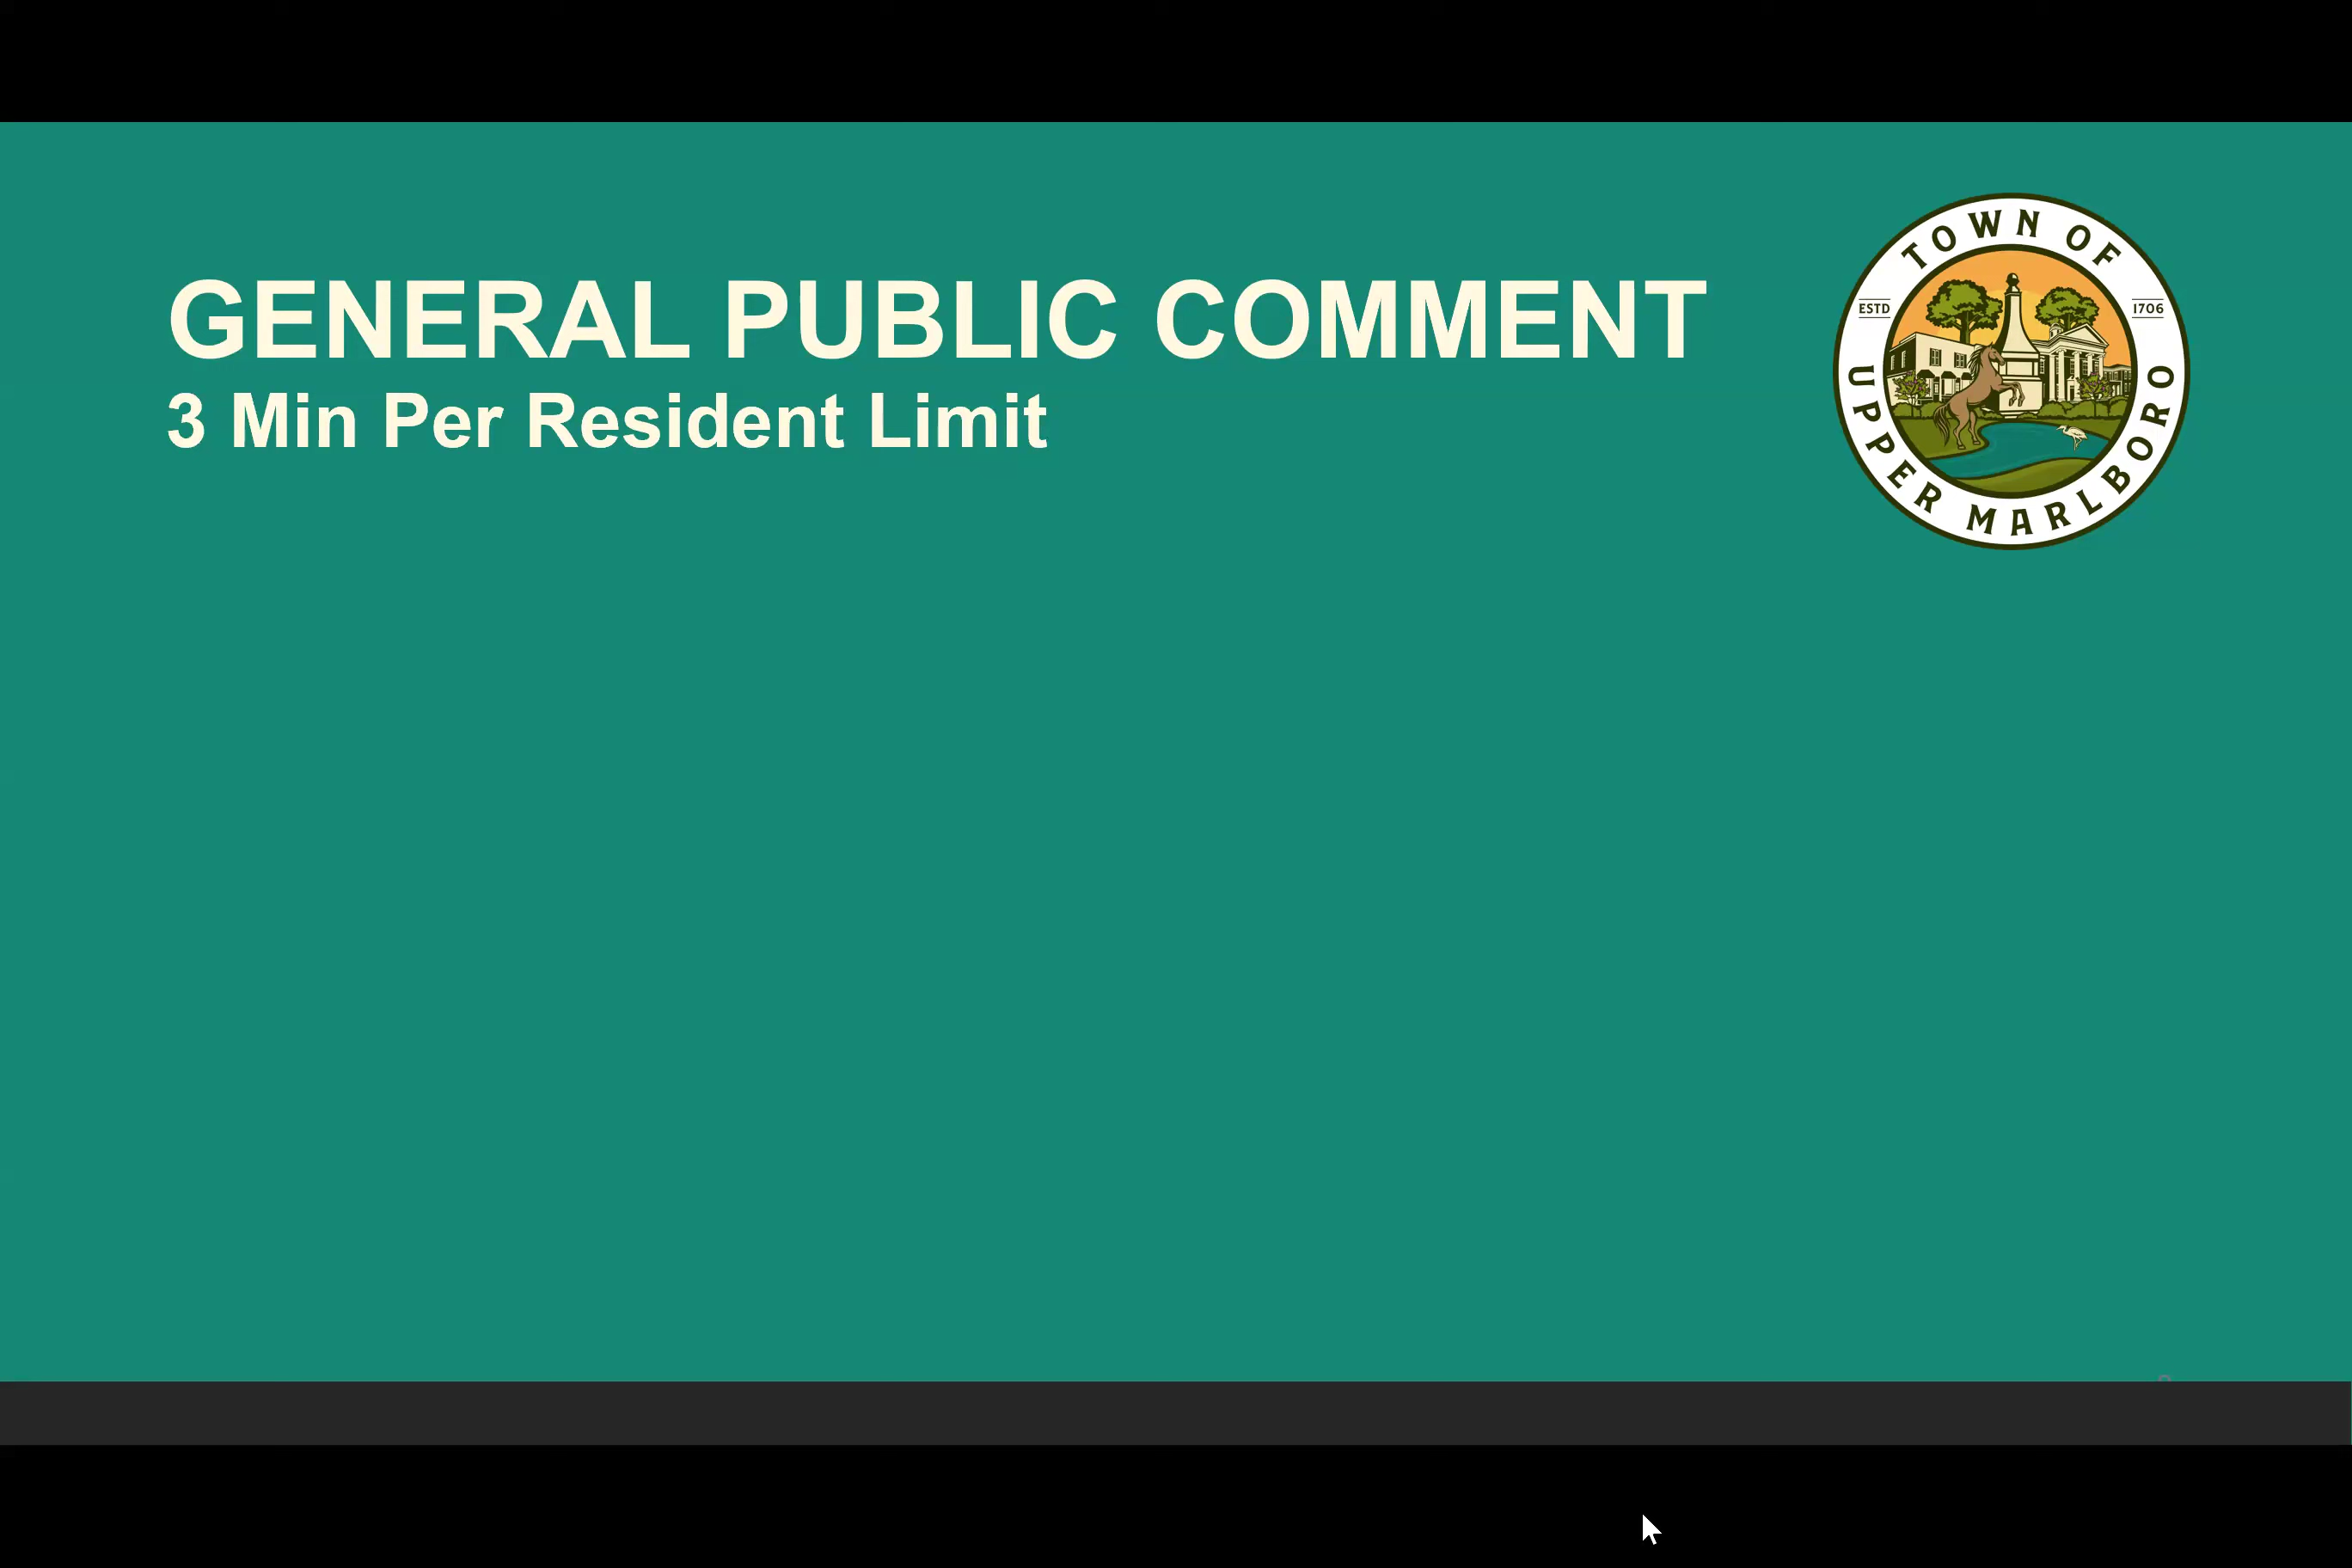 GENERAL PUBLIC COMMENT
3 Min Per Resident Limit
TOWN OF
ESTD 1706
UPPER MARLBORO